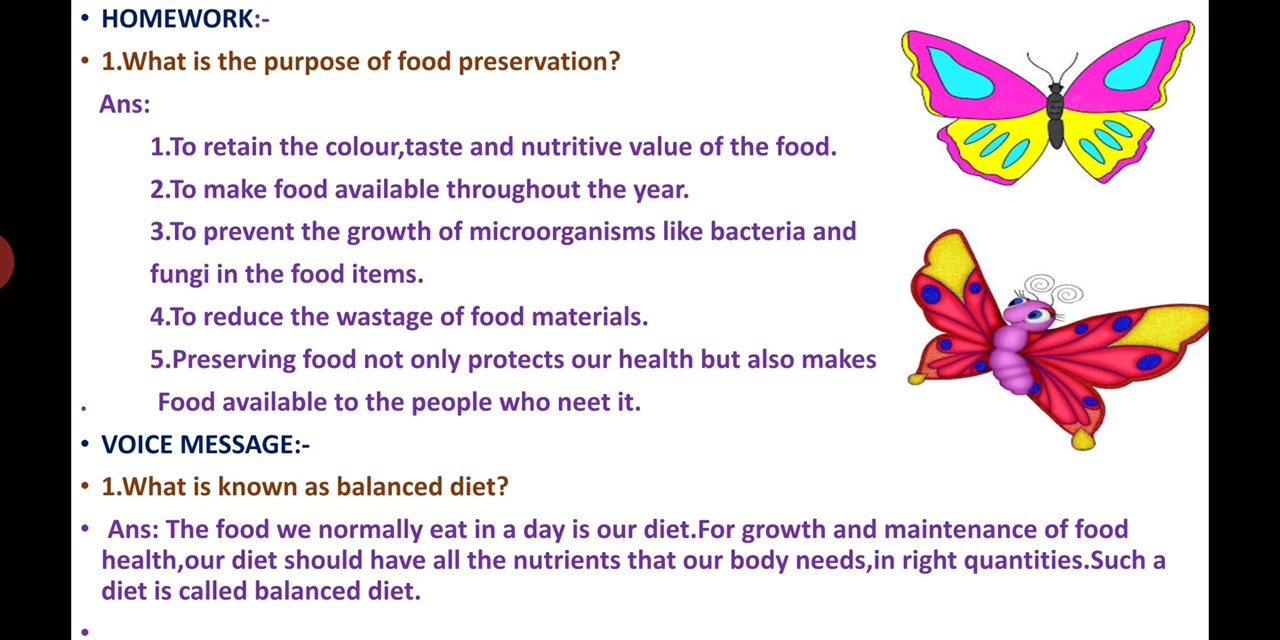 • HOMEWORK:-
• 1.What is the purpose of food preservation?
Ans:
1.To retain the colour,taste and nutritive value of the food.
2.To make food available throughout the year.
3.To prevent the growth of microorganisms like bacteria and
fungi in the food items.
4.To reduce the wastage of food materials.
5.Preserving food not only protects our health but also makes
. Food available to the people who neet it.
• VOICE MESSAGE:-
• 1.What is known as balanced diet?
• Ans: The food we normally eat in a day is our diet.For growth and maintenance of food
health,our diet should have all the nutrients that our body needs,in right quantities.Such a
diet is called balanced diet.
•